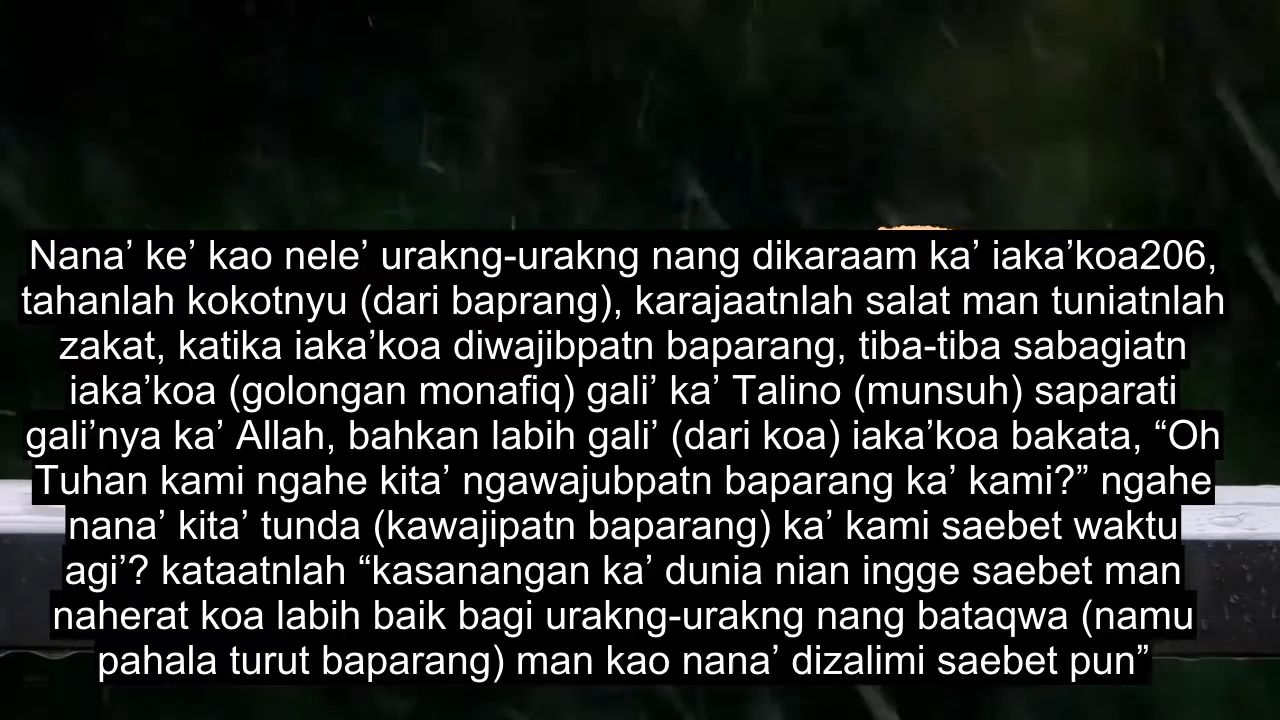 Nana’ ke’ kao nele’ urakng-urakng nang dikaraam ka’ iaka’koa206,
tahanlah kokotnyu (dari baprang), karajaatnlah salat man tuniatnlah
zakat, katika iaka’koa diwajibpatn baparang, tiba-tiba sabagiatn
iaka’koa (golongan monafiq) gali’ ka’ Talino (munsuh) saparati
gali’nya ka’ Allah, bahkan labih gali’ (dari koa) iaka’koa bakata, “Oh
Tuhan kami ngahe kita’ ngawajubpatn baparang ka’ kami?” ngahe
nana’ kita’ tunda (kawajipatn baparang) ka’ kami saebet waktu
agi’? kataatnlah “kasanangan ka’ dunia nian ingge saebet man
naherat koa labih baik bagi urakng-urakng nang bataqwa (namu
pahala turut baparang) man kao nana’ dizalimi saebet pun”